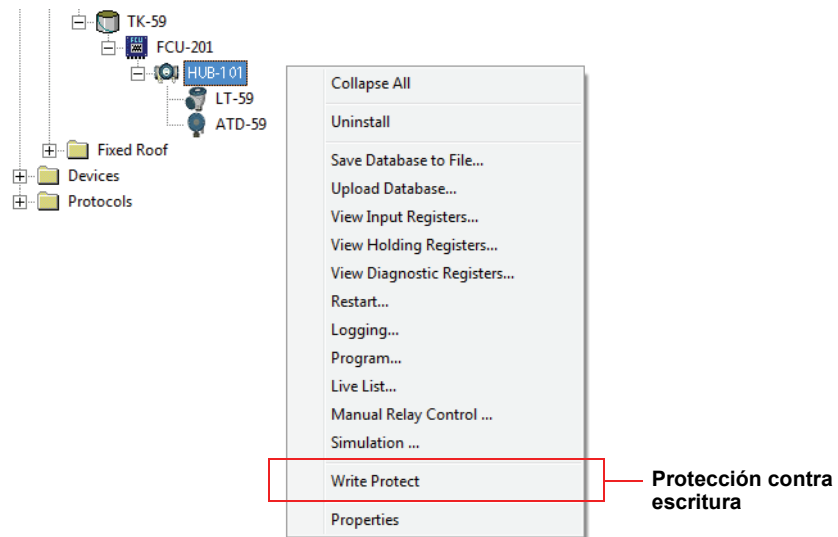 TK-59
FCU-201
HUB-101
LT-59
ATD-59
Fixed Roof
Devices
Protocols
Collapse All
Uninstall
Save Database to File...
Upload Database...
View Input Registers...
View Holding Registers...
View Diagnostic Registers...
Restart...
Logging...
Program...
Live List...
Manual Relay Control ...
Simulation ...
Write Protect
Properties
Protección contra
escritura